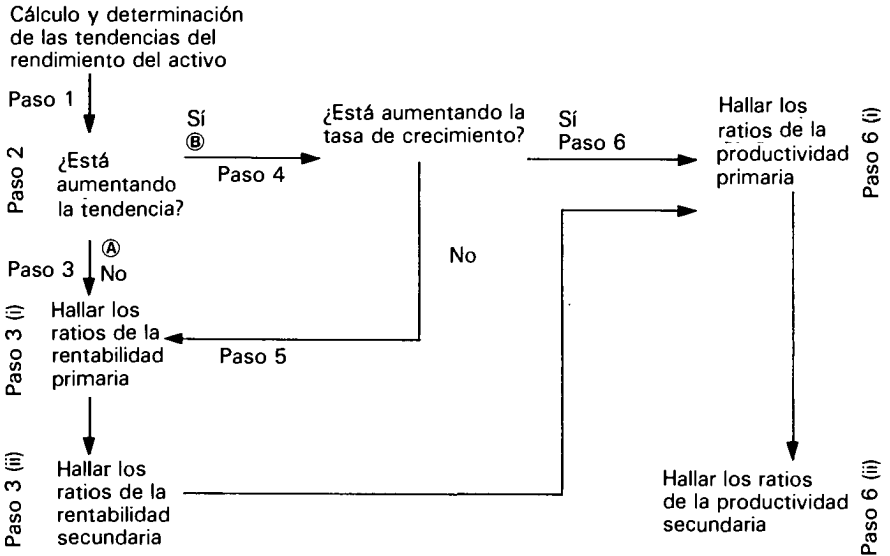 Cálculo y determinación
de las tendencias del
rendimiento del activo
Paso 1
Paso 2
¿Está
aumentando
la tendencia?
Sí
Ⓑ
Paso 4
¿Está aumentando la
tasa de crecimiento?
Sí
Paso 6
Hallar los
ratios de la
productividad
primaria
Paso 6 (i)
Paso 3
Ⓐ
No
No
Paso 3 (i)
Hallar los
ratios de la
rentabilidad
primaria
Paso 5
Paso 3 (ii)
Hallar los
ratios de la
rentabilidad
secundaria
Hallar los ratios
de la productividad
secundaria
Paso 6 (ii)